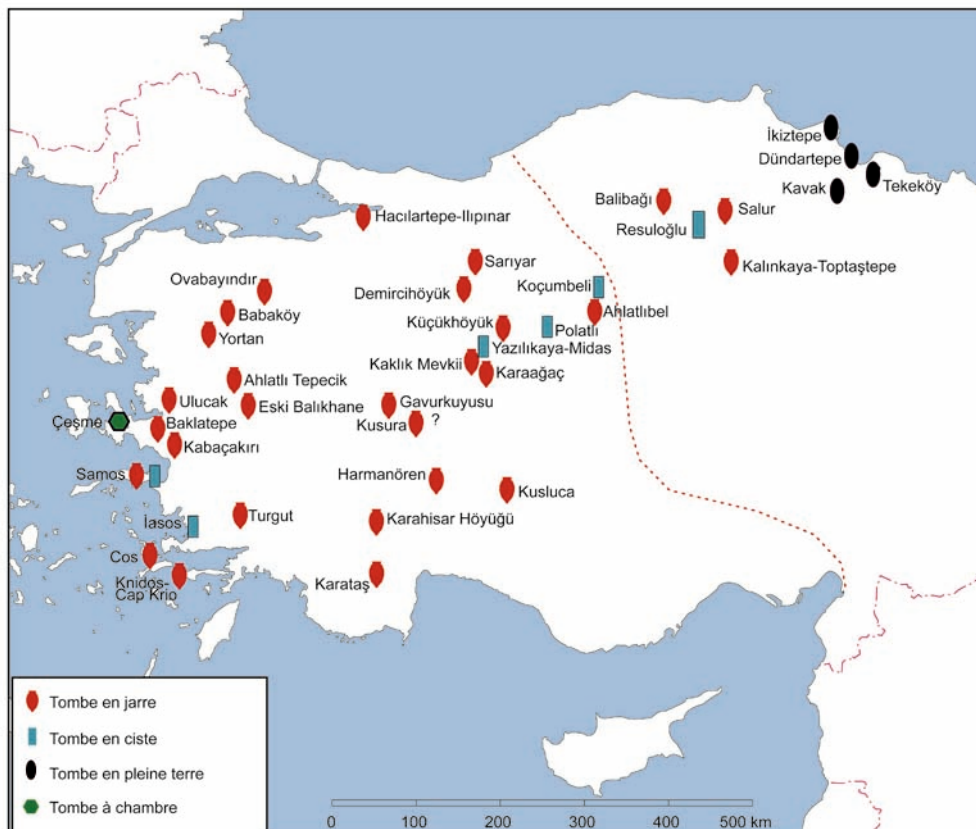 İkiztepe
Dündartepe
Tekeköy
Kavak
Balibağı
Salur
Resuloğlu
Hacılartepe-Ilıpınar
Kalınkaya-Toptaştepe
Sarıyar
Ovabayındır
Koçumbeli
Demircihöyük
Babaköy
Ahlatlıbel
Küçükhöyük
Polatlı
Yortan
Yazılıkaya-Midas
Kaklık Mevkii
Karaağaç
Ahlatlı Tepecik
Ulucak
Eski Balıkhane
Gavurkuyusu
Çeşme
Baklatepe
Kusura
?
Kabaçakırı
Samos
Harmanören
Kusluca
Turgut
İasos
Karahisar Höyüğü
Cos
Knidos-
Cap Krio
Karataş
Tombe en jarre
Tombe en ciste
Tombe en pleine terre
Tombe à chambre
0 100 200 300 400 500 km